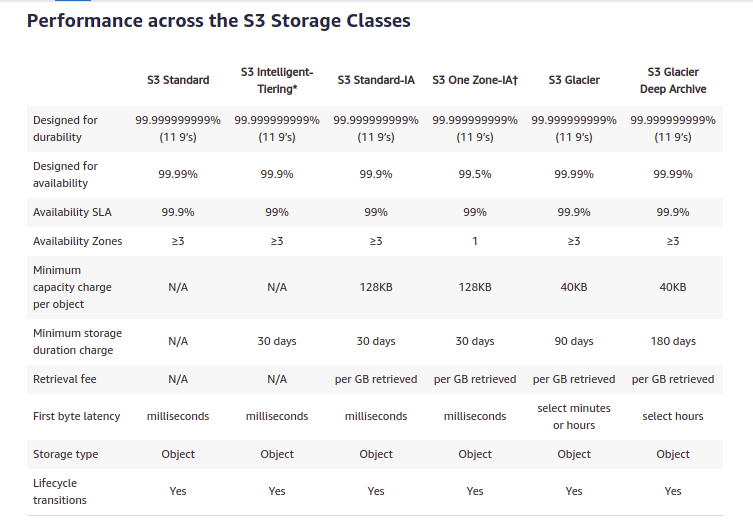 Performance across the S3 Storage Classes
S3 Standard S3 Intelligent-Tiering* S3 Standard-IA S3 One Zone-IA† S3 Glacier S3 Glacier Deep Archive
Designed for durability 99.999999999% (11 9’s) 99.999999999% (11 9’s) 99.999999999% (11 9’s) 99.999999999% (11 9’s) 99.999999999% (11 9’s) 99.999999999% (11 9’s)
Designed for availability 99.99% 99.9% 99.9% 99.5% 99.99% 99.99%
Availability SLA 99.9% 99% 99% 99% 99.9% 99.9%
Availability Zones ≥3 ≥3 ≥3 1 ≥3 ≥3
Minimum capacity charge per object N/A N/A 128KB 128KB 40KB 40KB
Minimum storage duration charge N/A 30 days 30 days 30 days 90 days 180 days
Retrieval fee N/A N/A per GB retrieved per GB retrieved per GB retrieved per GB retrieved
First byte latency milliseconds milliseconds milliseconds milliseconds select minutes or hours select hours
Storage type Object Object Object Object Object Object
Lifecycle transitions Yes Yes Yes Yes Yes Yes